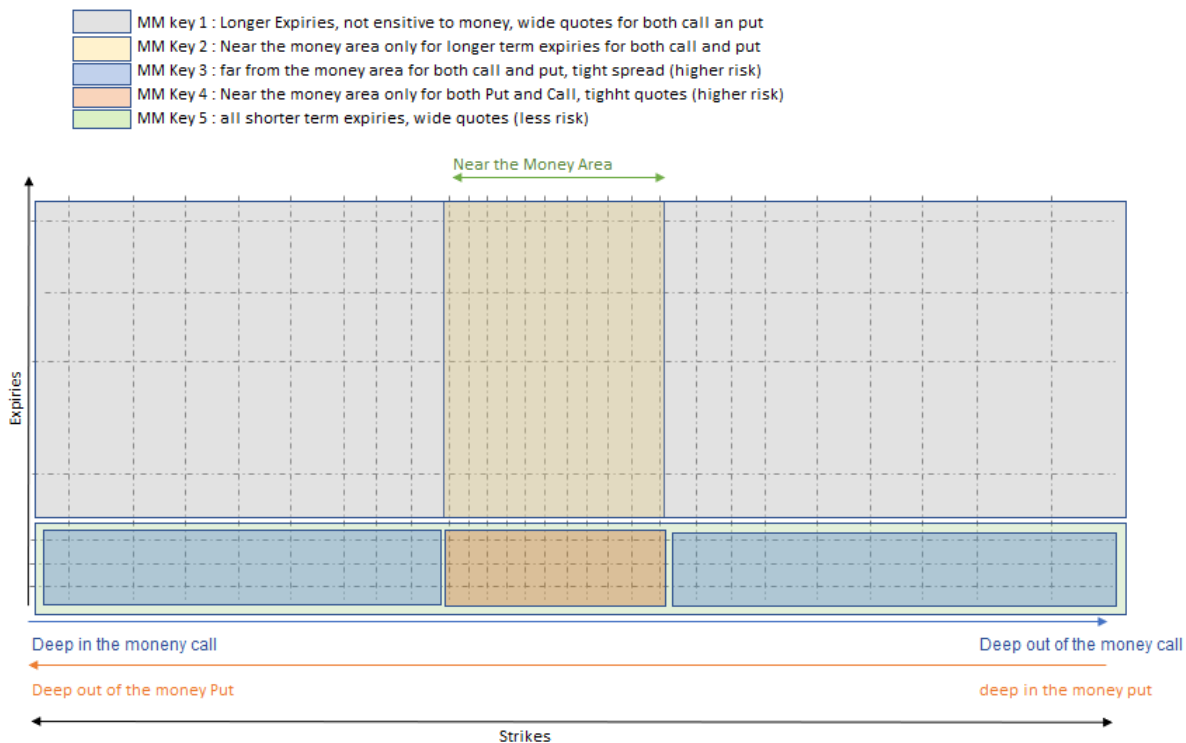 MM key 1 : Longer Expiries, not ensitive to money, wide quotes for both call an put
MM Key 2 : Near the money area only for longer term expiries for both call and put
MM Key 3 : far from the money area for both call and put, tight spread (higher risk)
MM Key 4 : Near the money area only for both Put and Call, tighht quotes (higher risk)
MM Key 5 : all shorter term expiries, wide quotes (less risk)
Near the Money Area
Expiries
Deep in the moneny call
Deep out of the money call
Deep out of the money Put
deep in the money put
Strikes